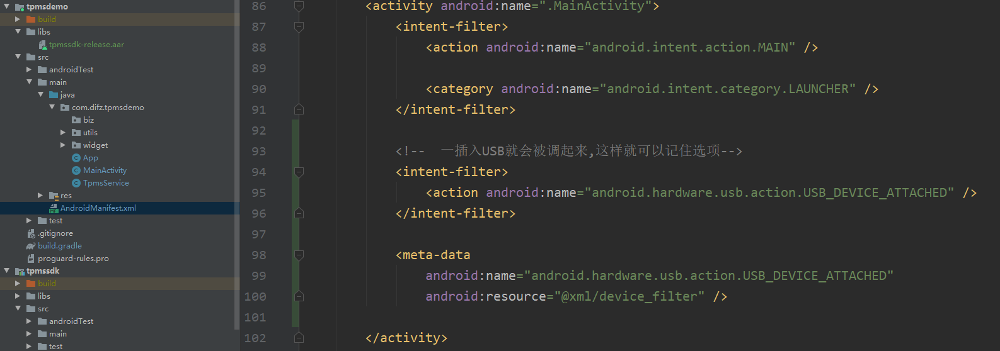 tpmsdemo
build
libs
tpmssdk-release.aar
src
androidTest
main
java
com.difz.tpmsdemo
biz
utils
widget
App
MainActivity
TpmsService
res
AndroidManifest.xml
test
.gitignore
build.gradle
proguard-rules.pro
tpmssdk
build
libs
src
androidTest
main
test
86 <activity android:name=".MainActivity">
87 <intent-filter>
88 <action android:name="android.intent.action.MAIN" />
89
90 <category android:name="android.intent.category.LAUNCHER" />
91 </intent-filter>
92
93 <!-- 一插入USB就会被调起来,这样就可以记住选项-->
94 <intent-filter>
95 <action android:name="android.hardware.usb.action.USB_DEVICE_ATTACHED" />
96 </intent-filter>
97
98 <meta-data
99 android:name="android.hardware.usb.action.USB_DEVICE_ATTACHED"
100 android:resource="@xml/device_filter" />
101
102 </activity>